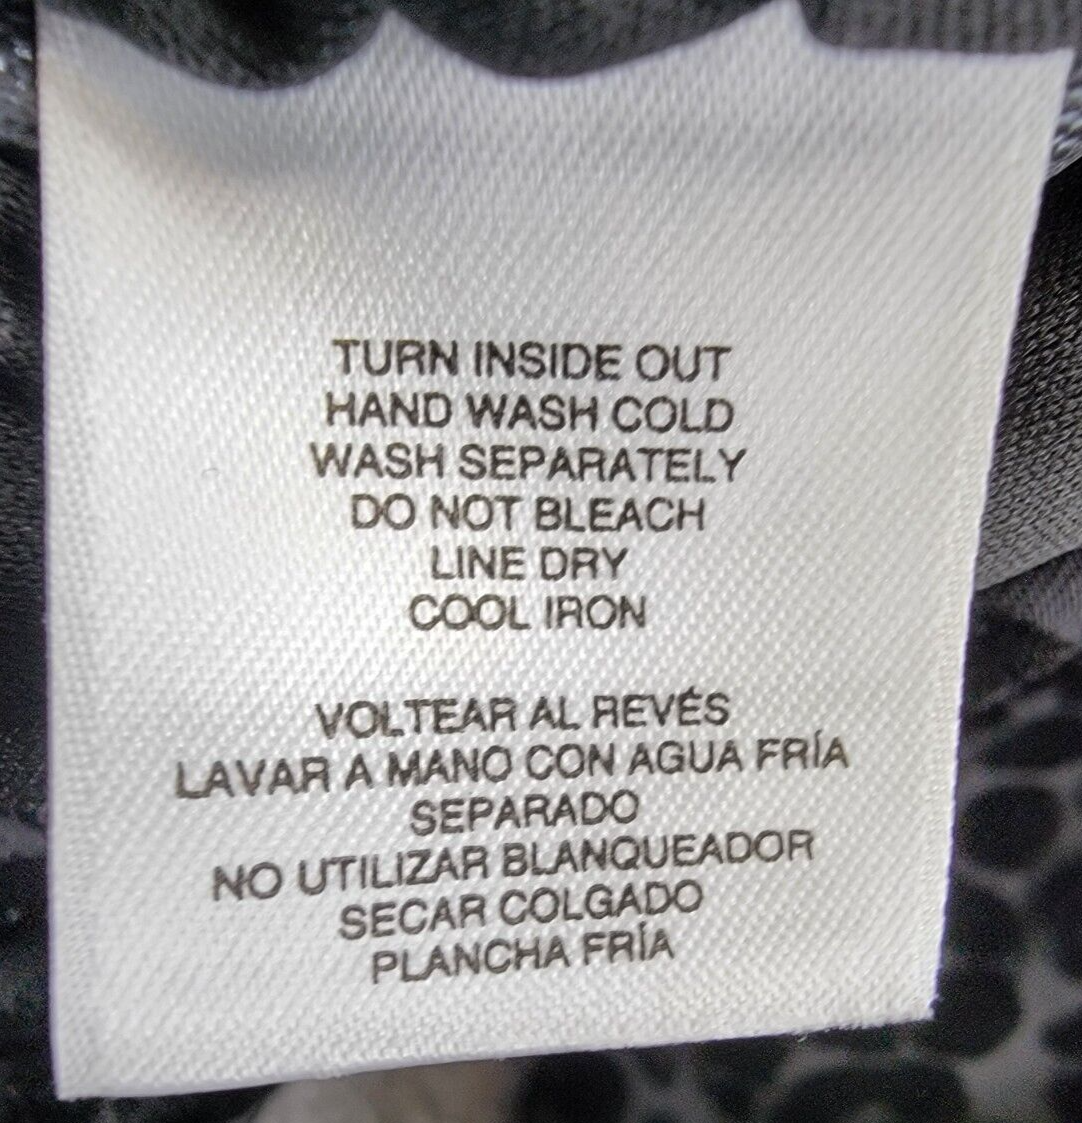 TURN INSIDE OUT
HAND WASH COLD
WASH SEPARATELY
DO NOT BLEACH
LINE DRY
COOL IRON
VOLTEAR AL REVÉS
LAVAR A MANO CON AGUA FRÍA
SEPARADO
NO UTILIZAR BLANQUEADOR
SECAR COLGADO
PLANCHA FRÍA